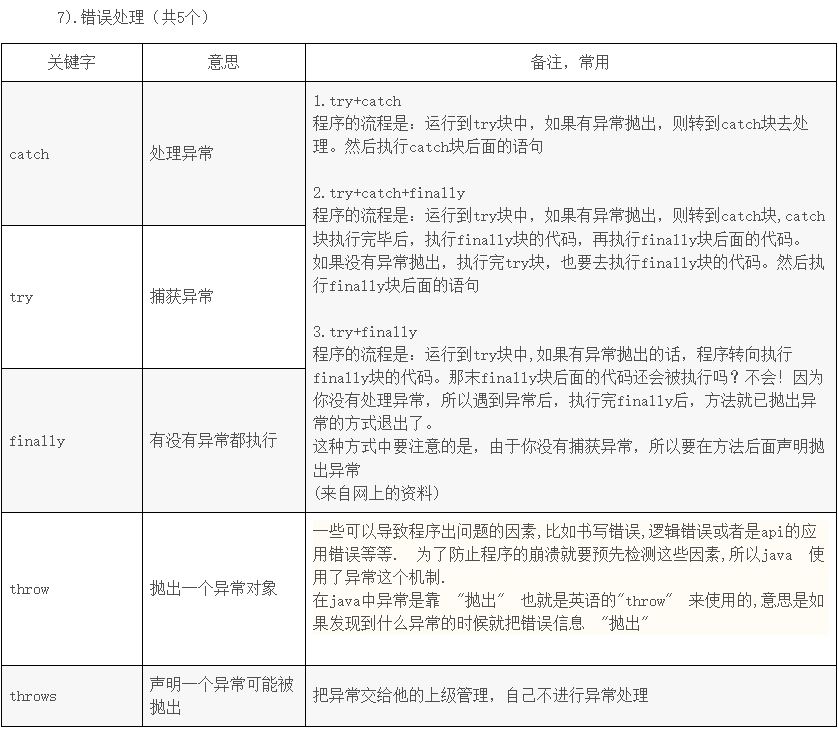 7).错误处理（共5个）
关键字 意思 备注，常用
catch
处理异常
1.try+catch
程序的流程是：运行到try块中，如果有异常抛出，则转到catch块去处
理。然后执行catch块后面的语句
2.try+catch+finally
程序的流程是：运行到try块中，如果有异常抛出，则转到catch块,catch
块执行完毕后，执行finally块的代码，再执行finally块后面的代码。
如果没有异常抛出，执行完try块，也要去执行finally块的代码。然后执
行finally块后面的语句
3.try+finally
程序的流程是：运行到try块中,如果有异常抛出的话，程序转向执行
finally块的代码。那末finally块后面的代码还会被执行吗？不会！因为
你没有处理异常，所以遇到异常后，执行完finally后，方法就已抛出异
常的方式退出了。
这种方式中要注意的是，由于你没有捕获异常，所以要在方法后面声明抛
出异常
(来自网上的资料)
try
捕获异常
finally
有没有异常都执行
throw
抛出一个异常对象
一些可以导致程序出问题的因素,比如书写错误,逻辑错误或者是api的应
用错误等等. 为了防止程序的崩溃就要预先检测这些因素,所以java 使
用了异常这个机制.
在java中异常是靠 "抛出" 也就是英语的"throw" 来使用的,意思是如
果发现到什么异常的时候就把错误信息 "抛出"
throws
声明一个异常可能被
抛出
把异常交给他的上级管理，自己不进行异常处理